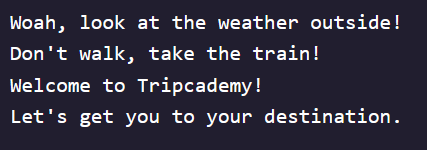 Woah, look at the weather outside!
Don't walk, take the train!
Welcome to Tripcademy!
Let's get you to your destination.